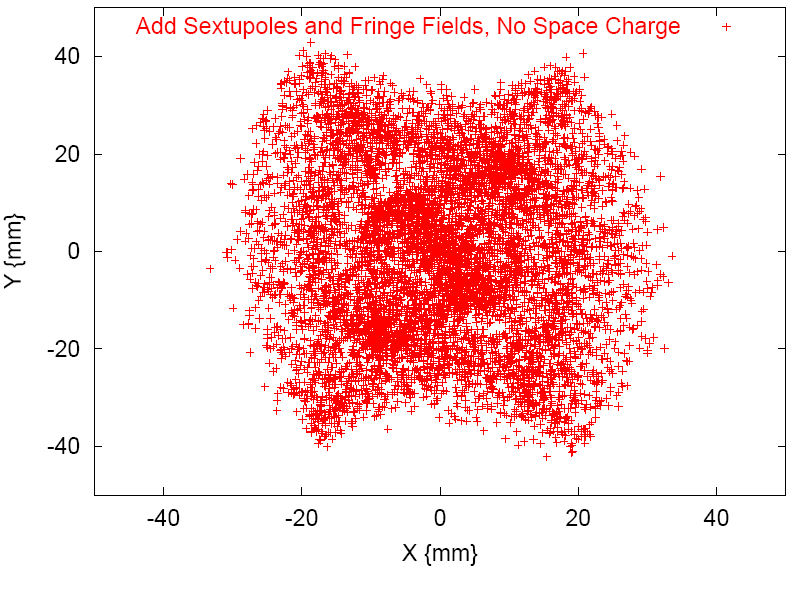 Add Sextupoles and Fringe Fields, No Space Charge
40
20
0
-20
-40
Y {mm}
-40 -20 0 20 40
X {mm}